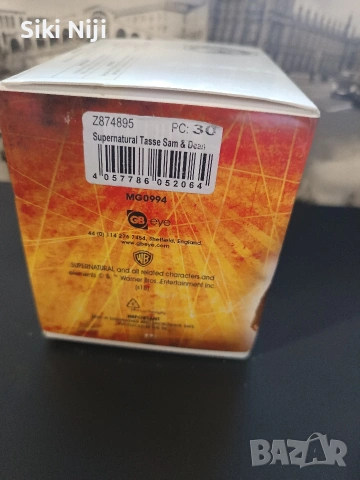 Siki Niji
Z874895 PC: 30
Supernatural Tasse Sam & Dean
4 057786 052064
MG0994
GB eye
44 (0) 114 276 7454, Sheffield, England.
www.gbeye.com
WB
SUPERNATURAL and all related characters and
elements © & ™ Warner Bros. Entertainment Inc.
IMPORTANT
BAZAR